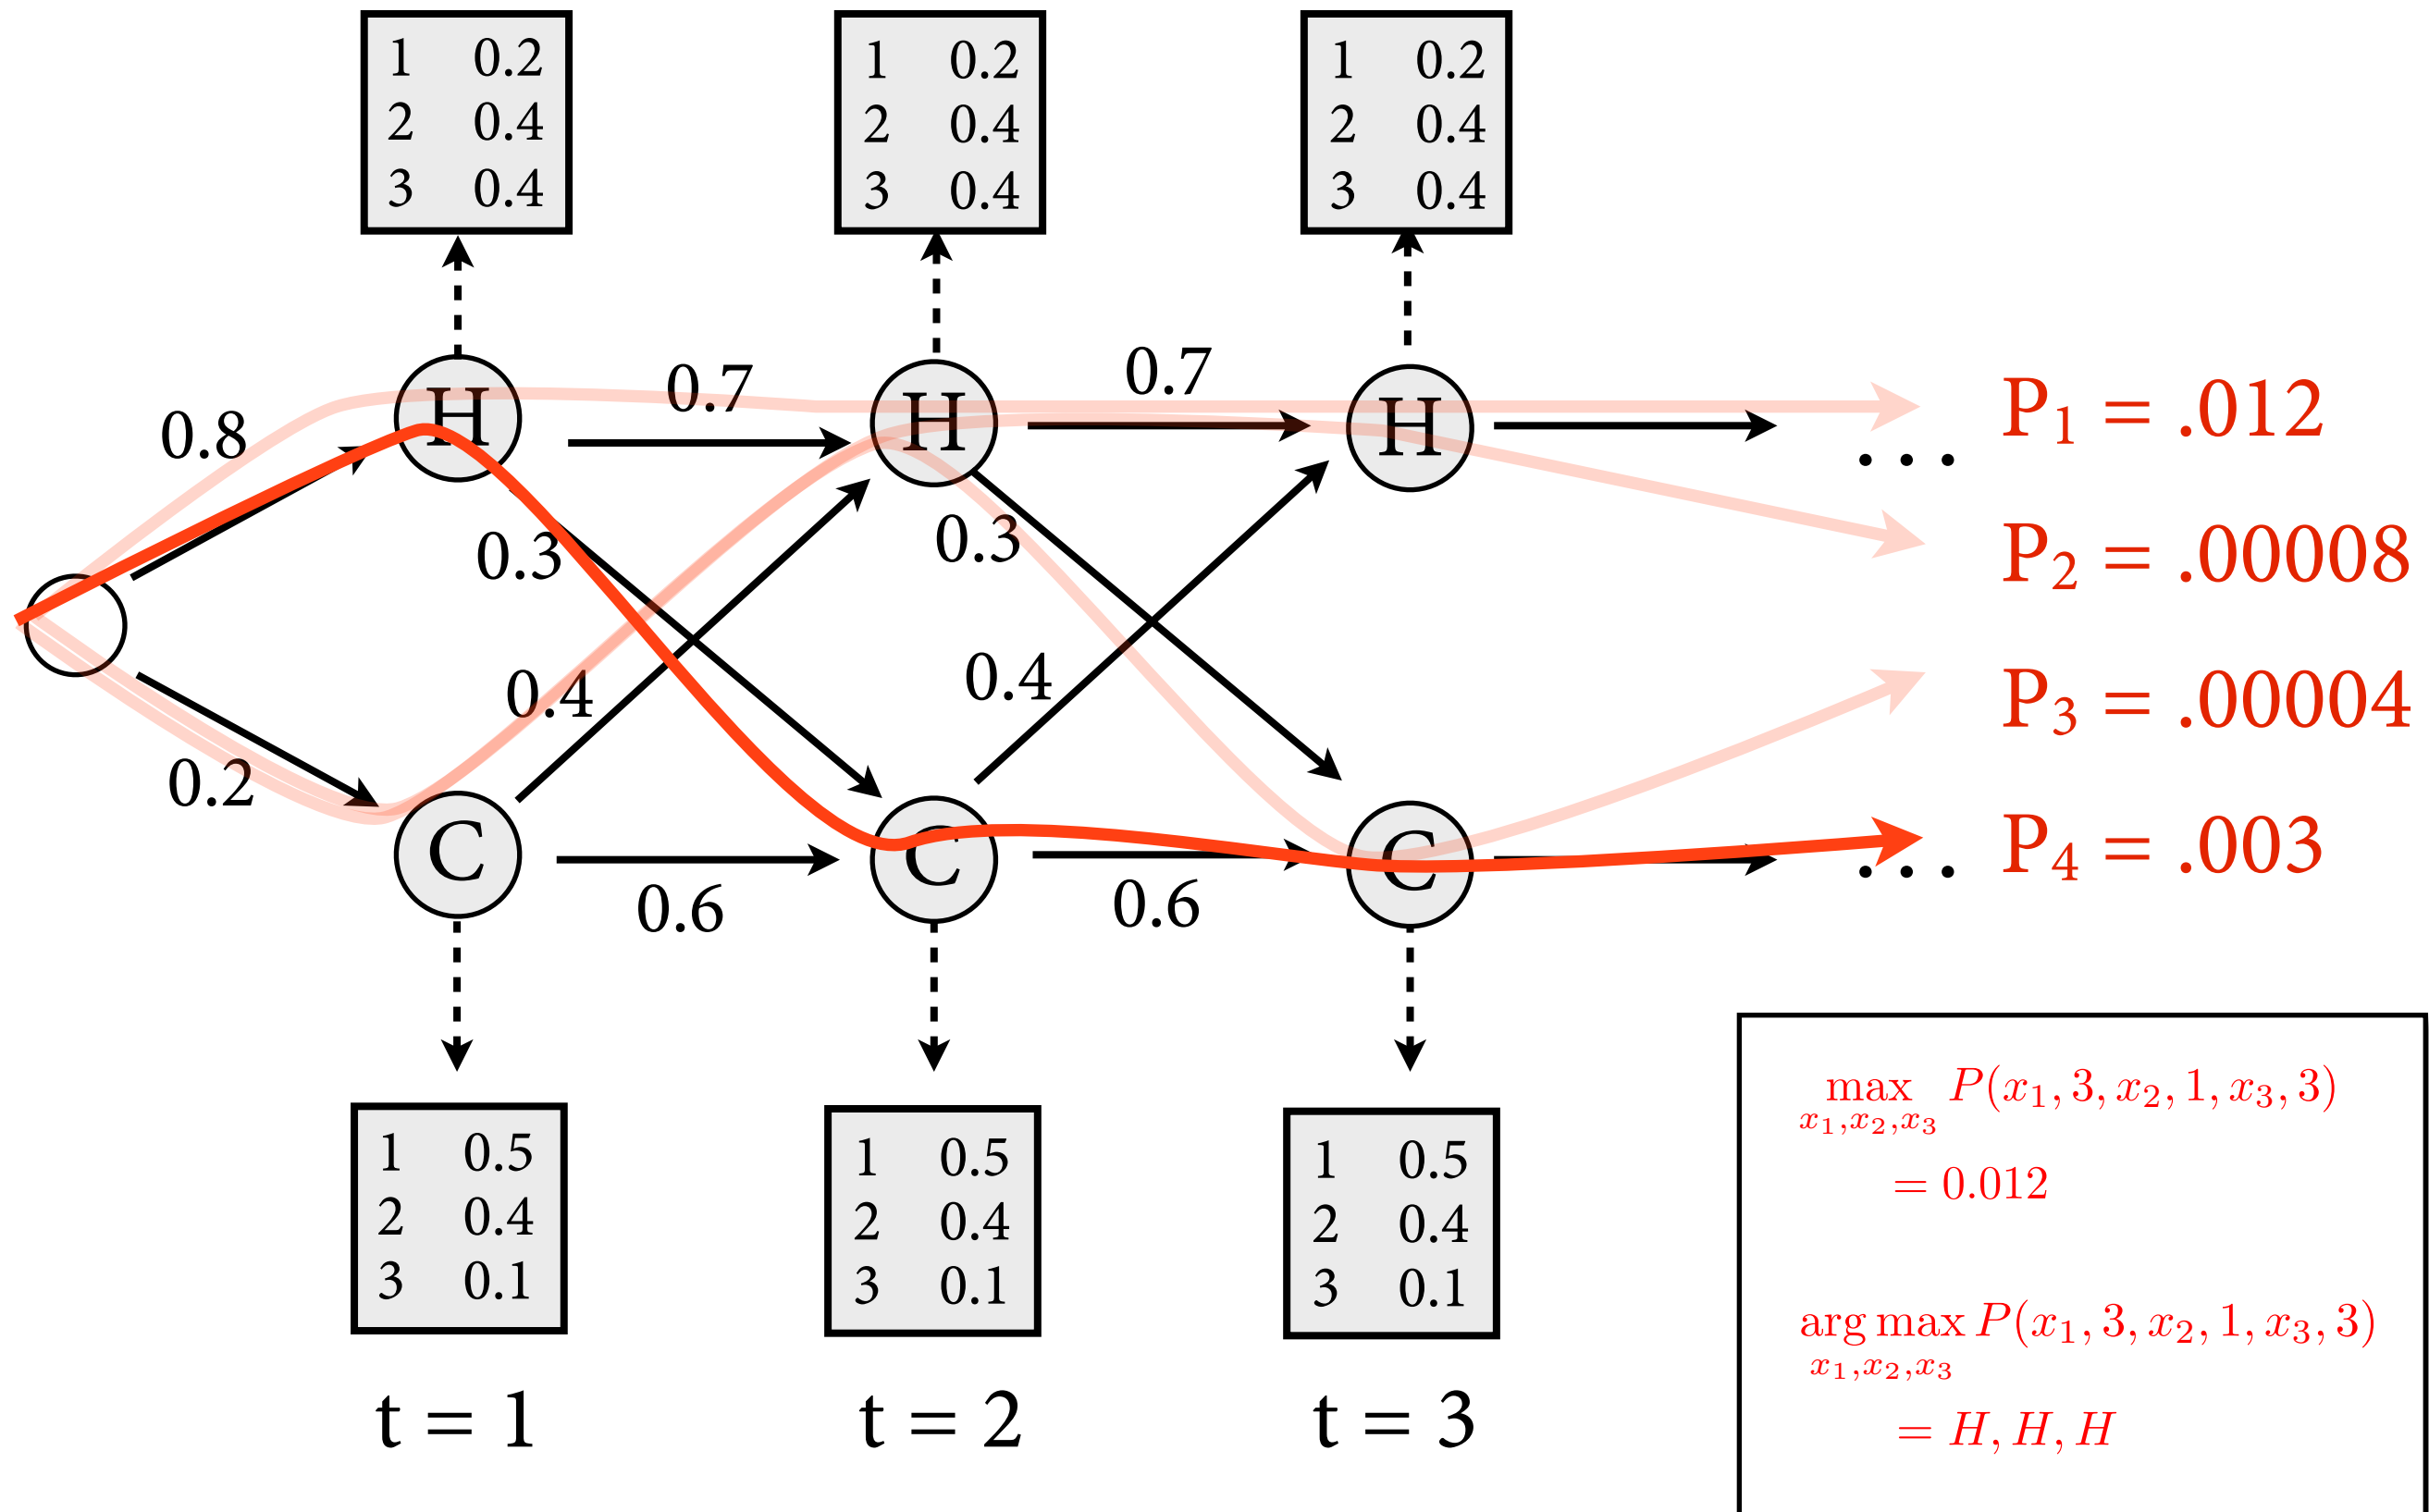 1 0.2
2 0.4
3 0.4
1 0.2
2 0.4
3 0.4
1 0.2
2 0.4
3 0.4
0.8
H
0.7
H
0.7
H
...
P1 = .012
0.3
0.3
P2 = .00008
0.4
0.4
P3 = .00004
0.2
C
0.6
C
0.6
C
...
P4 = .003
1 0.5
2 0.4
3 0.1
1 0.5
2 0.4
3 0.1
1 0.5
2 0.4
3 0.1
t = 1
t = 2
t = 3
max P(x1, 3, x2, 1, x3, 3)
x1,x2,x3
= 0.012
arg max P(x1, 3, x2, 1, x3, 3)
x1,x2,x3
= H, H, H